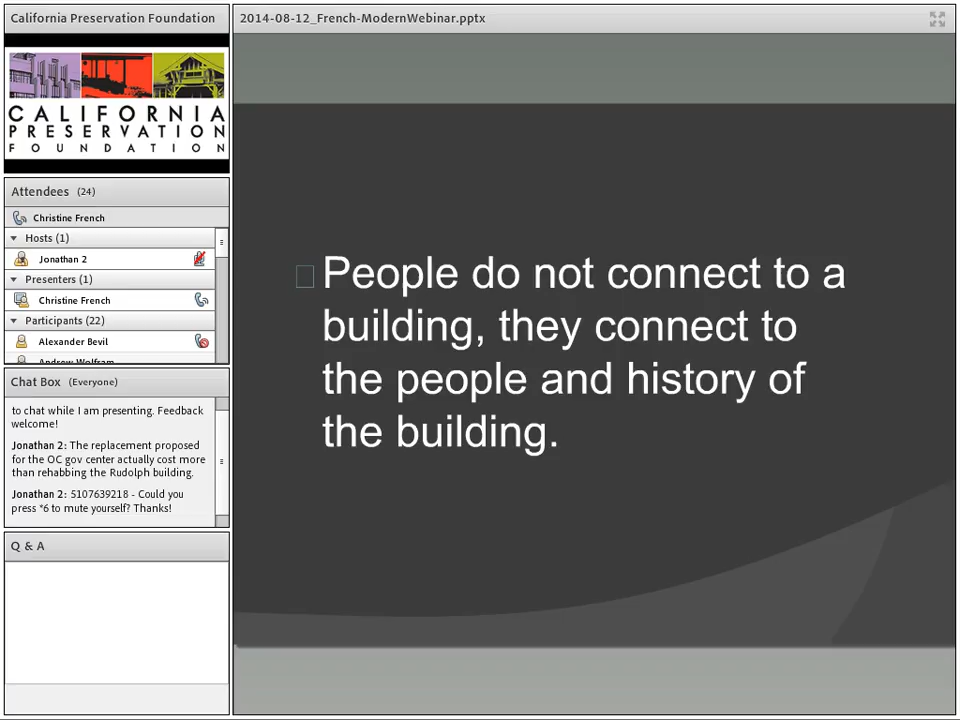 California Preservation Foundation
CALIFORNIA
PRESERVATION
FOUNDATION
Attendees (24)
Christine French
Hosts (1)
Jonathan 2
Presenters (1)
Christine French
Participants (22)
Alexander Bevil
Andrew Wolfram
Chat Box (Everyone)
to chat while I am presenting. Feedback
welcome!
Jonathan 2: The replacement proposed
for the OC gov center actually cost more
than rehabbing the Rudolph building.
Jonathan 2: 5107639218 - Could you
press *6 to mute yourself? Thanks!
Q & A
2014-08-12_French-ModernWebinar.pptx
People do not connect to a
building, they connect to
the people and history of
the building.